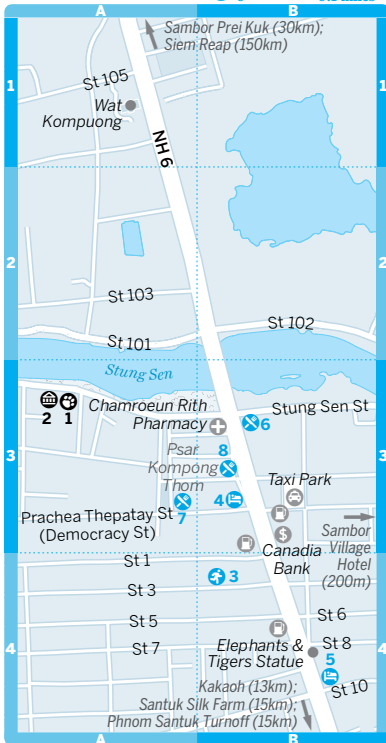 A
B
Sambor Prei Kuk (30km);
Siem Reap (150km)
1
1
St 105
Wat
Kompuong
NH 6
2
2
St 103
St 102
St 101
Stung Sen
2 1
Chamroeun Rith
Pharmacy
Stung Sen St
6
3
3
8
Psar
Kompong
Thom
Taxi Park
4
Prachea Thepatay St
(Democracy St)
7
Canadia
Bank
Sambor
Village
Hotel
(200m)
$
St 1
St 3
3
St 5
St 6
4
4
St 7
St 8
Elephants &
Tigers Statue
5
St 10
Kakaoh (13km);
Santuk Silk Farm (15km);
Phnom Santuk Turnoff (15km)
A
B